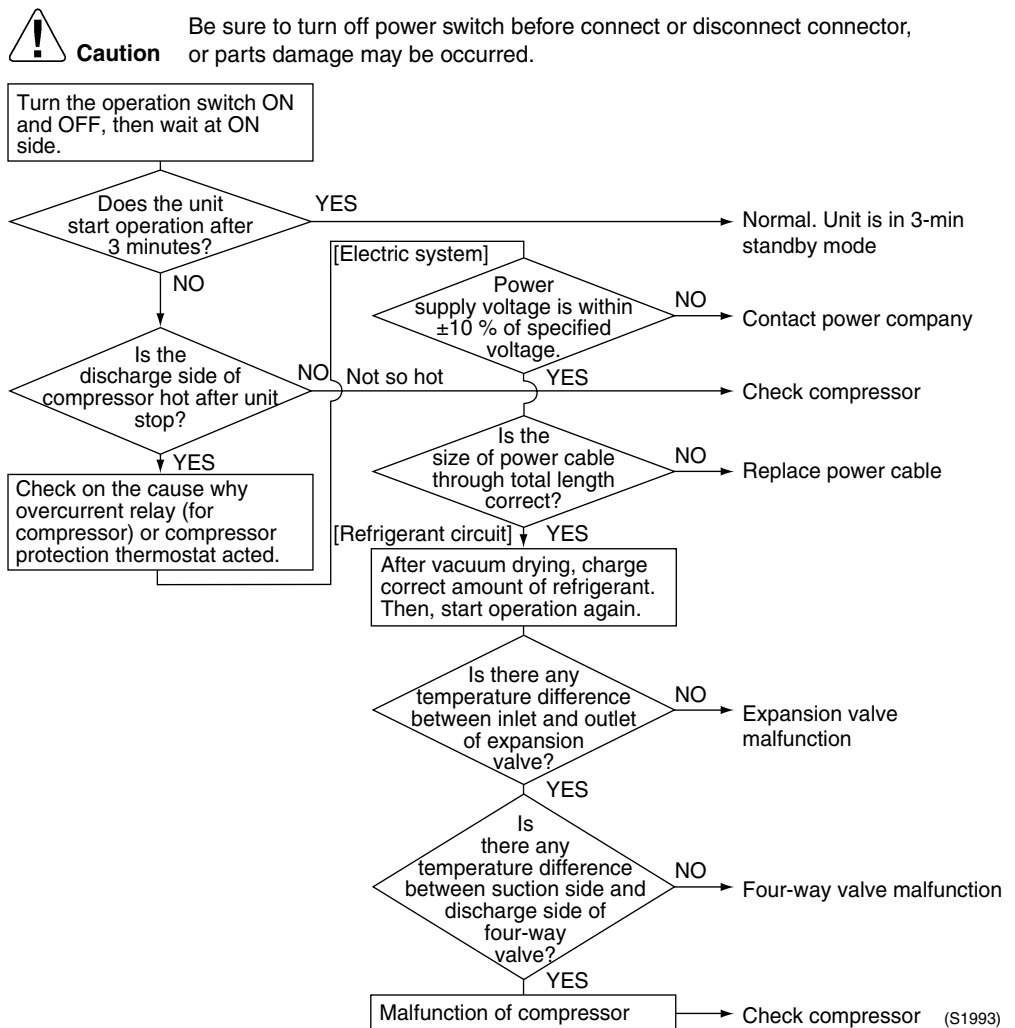 Be sure to turn off power switch before connect or disconnect connector,
Caution or parts damage may be occurred.
Turn the operation switch ON
and OFF, then wait at ON
side.
Does the unit
start operation after
3 minutes?
YES
Normal. Unit is in 3-min
standby mode
NO
[Electric system]
Power
supply voltage is within
±10 % of specified
voltage.
NO
Contact power company
YES
Is the
discharge side of
compressor hot after unit
stop?
NO Not so hot
Check compressor
YES
Check on the cause why
overcurrent relay (for
compressor) or compressor
protection thermostat acted.
Is the
size of power cable
through total length
correct?
NO
Replace power cable
[Refrigerant circuit] YES
After vacuum drying, charge
correct amount of refrigerant.
Then, start operation again.
Is there any
temperature difference
between inlet and outlet
of expansion
valve?
NO
Expansion valve
malfunction
YES
Is
there any
temperature difference
between suction side and
discharge side of
four-way
valve?
NO
Four-way valve malfunction
YES
Malfunction of compressor
Check compressor (S1993)